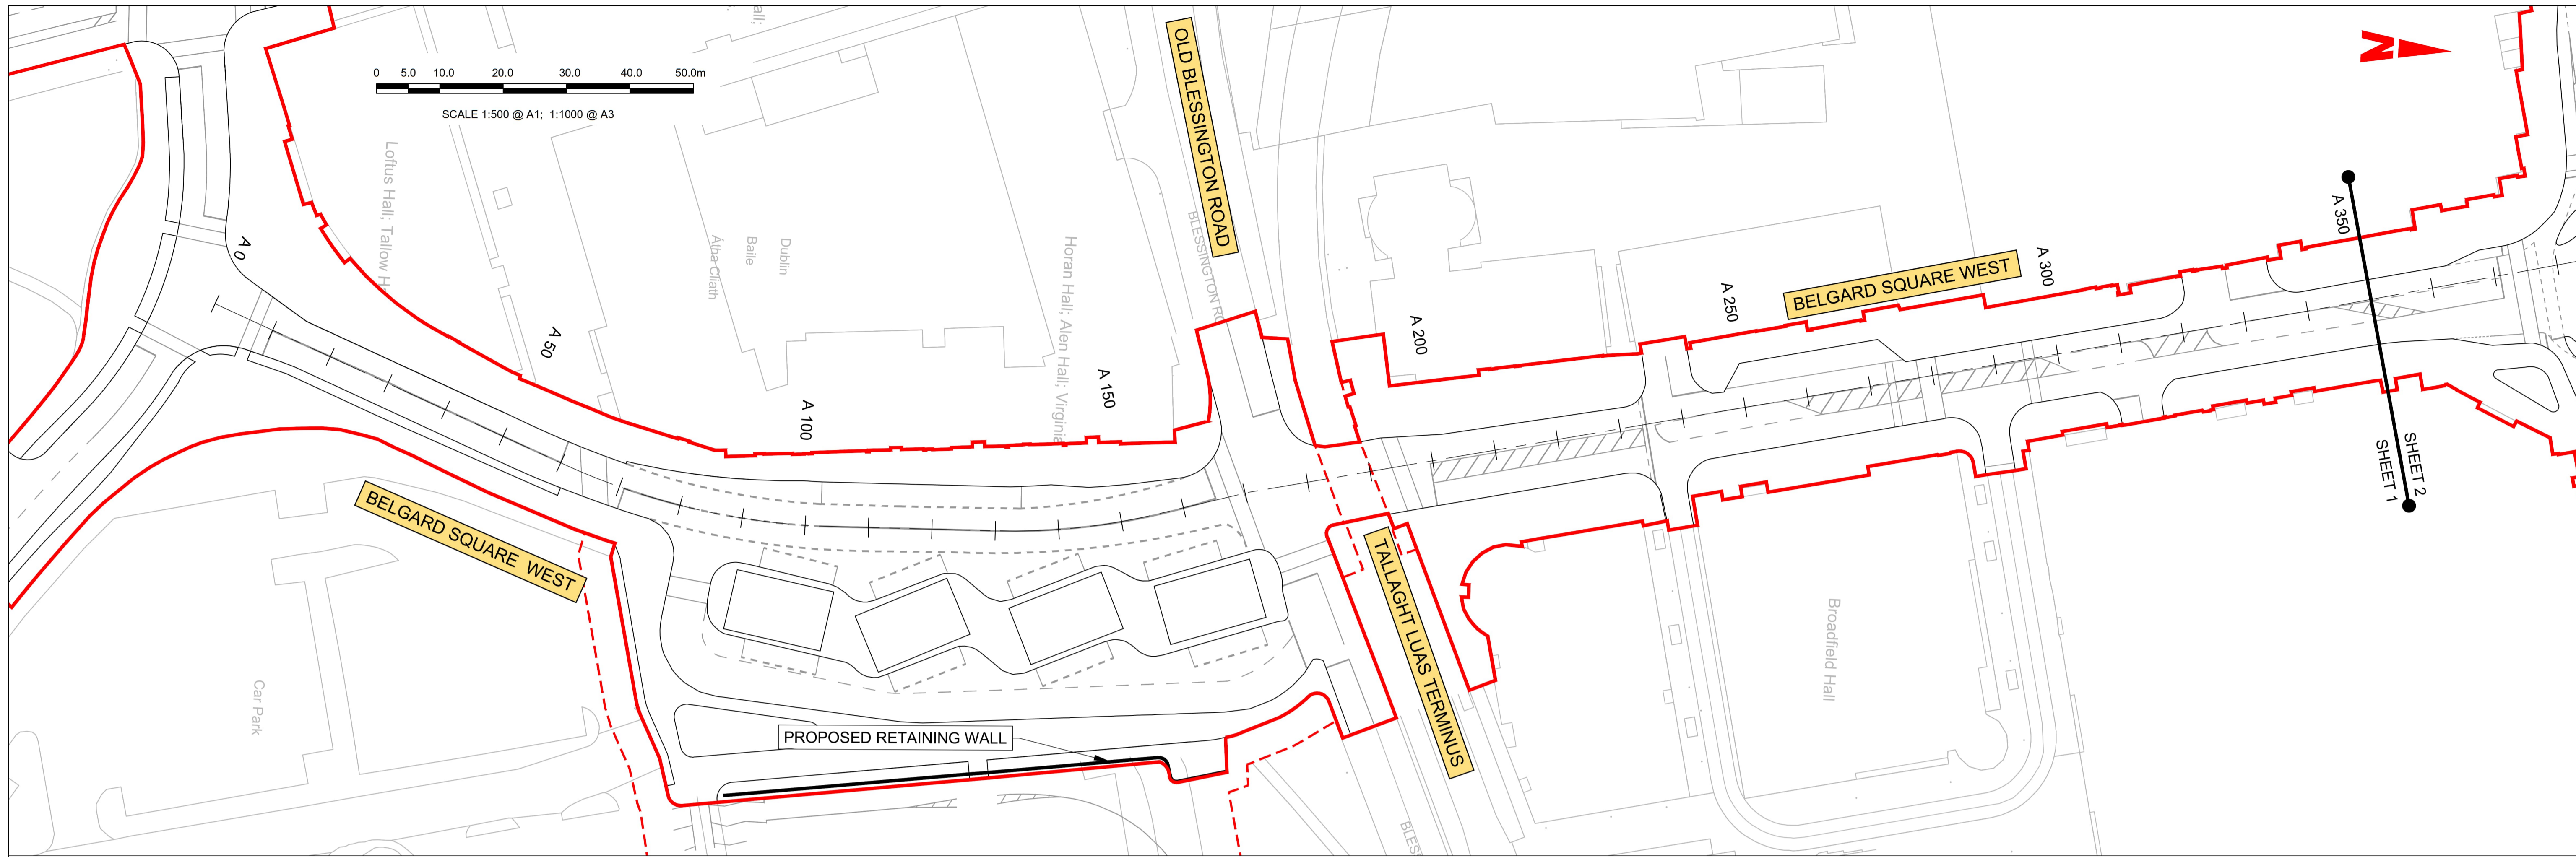 all;
0 5.0 10.0 20.0 30.0 40.0 50.0m
SCALE 1:500 @ A1; 1:1000 @ A3
N
OLD BLESSINGTON ROAD
BLESSINGTON RO
Loftus Hall; Tallow H
Átha Cliath
Baile
Dublin
Horan Hall; Alen Hall; Virginia
A 0
A 50
A 100
A 150
A 200
A 250
A 300
A 350
BELGARD SQUARE WEST
SHEET 1
SHEET 2
BELGARD SQUARE WEST
TALLAGHT LUAS TERMINUS
Broadfield Hall
Car Park
PROPOSED RETAINING WALL
BLES